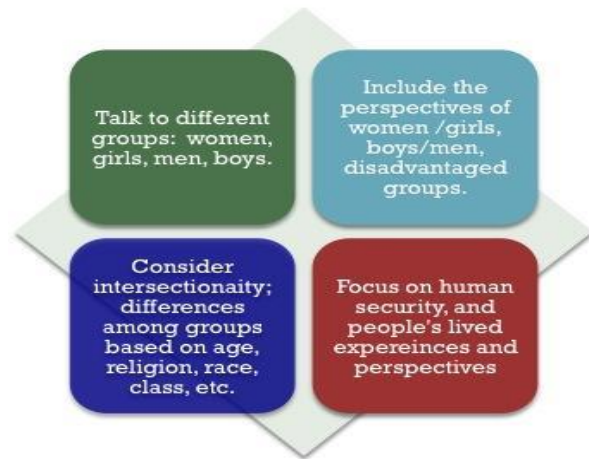 Talk to different
groups: women,
girls, men, boys.
Include the
perspectives of
women /girls,
boys/men,
disadvantaged
groups.
Consider
intersectionaity;
differences
among groups
based on age,
religion, race,
class, etc.
Focus on human
security, and
people's lived
expereinces and
perspectives